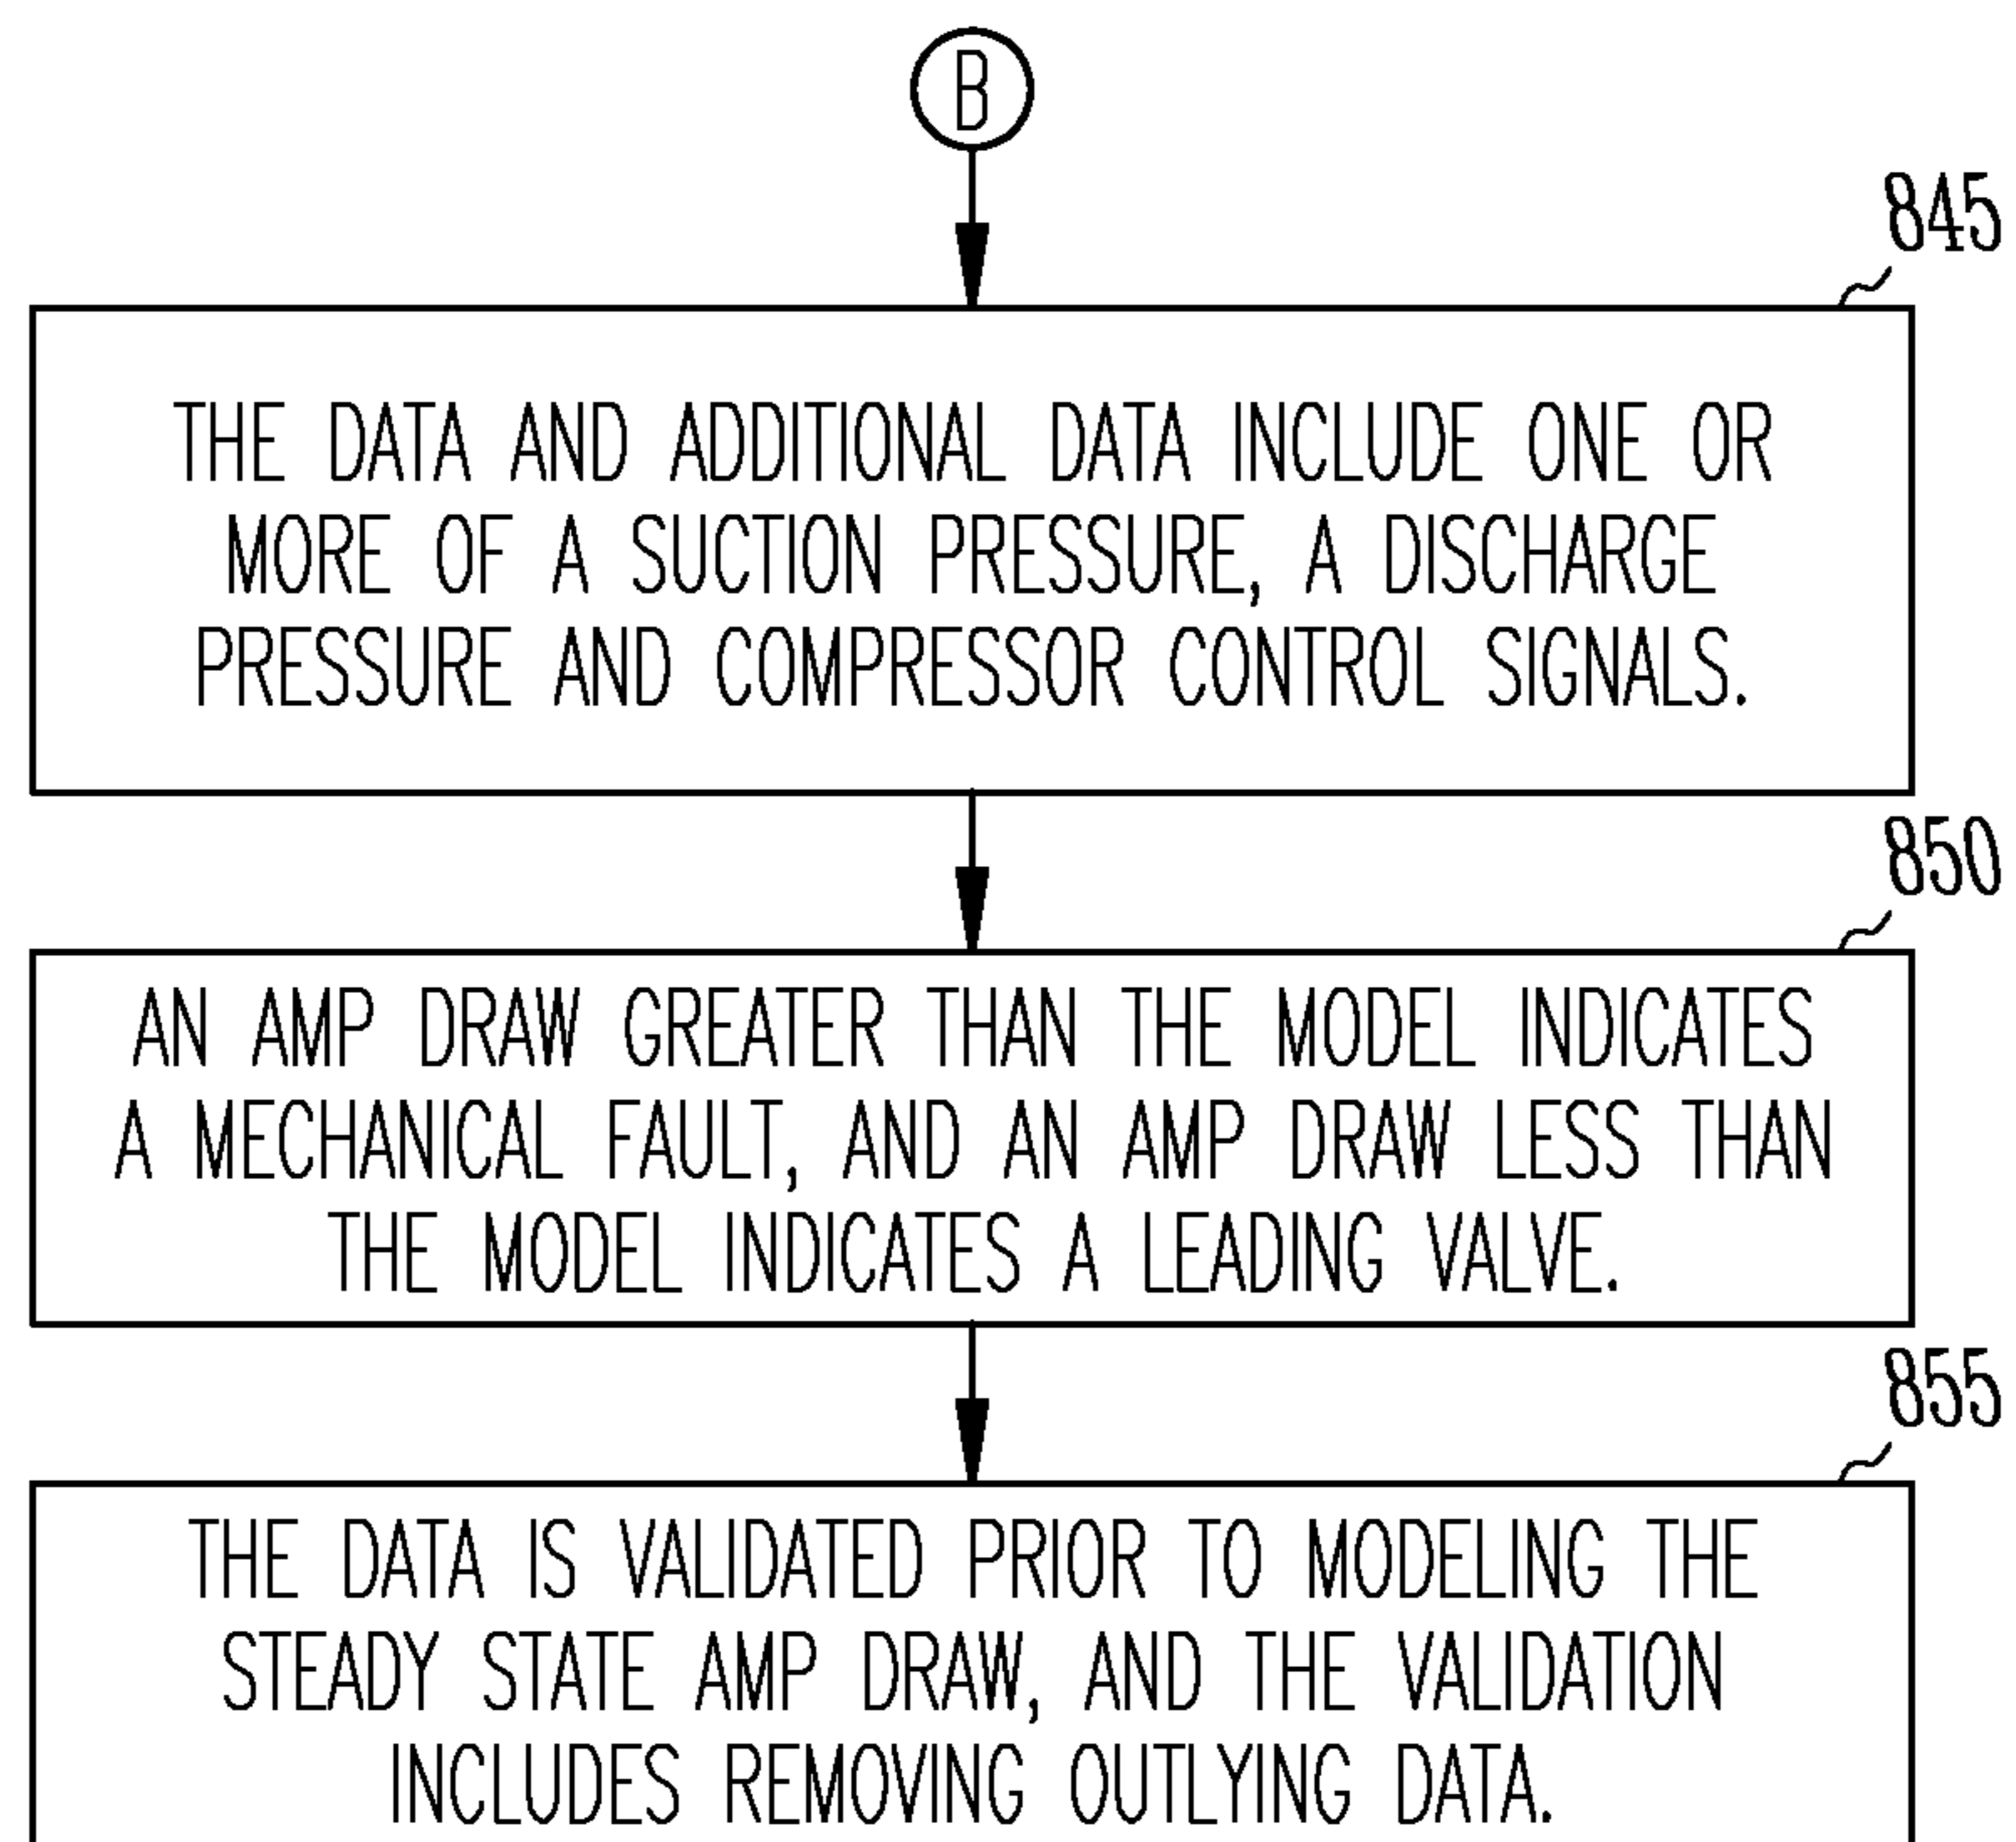 B
845
THE DATA AND ADDITIONAL DATA INCLUDE ONE OR
MORE OF A SUCTION PRESSURE, A DISCHARGE
PRESSURE AND COMPRESSOR CONTROL SIGNALS.
850
AN AMP DRAW GREATER THAN THE MODEL INDICATES
A MECHANICAL FAULT, AND AN AMP DRAW LESS THAN
THE MODEL INDICATES A LEADING VALVE.
855
THE DATA IS VALIDATED PRIOR TO MODELING THE
STEADY STATE AMP DRAW, AND THE VALIDATION
INCLUDES REMOVING OUTLYING DATA.